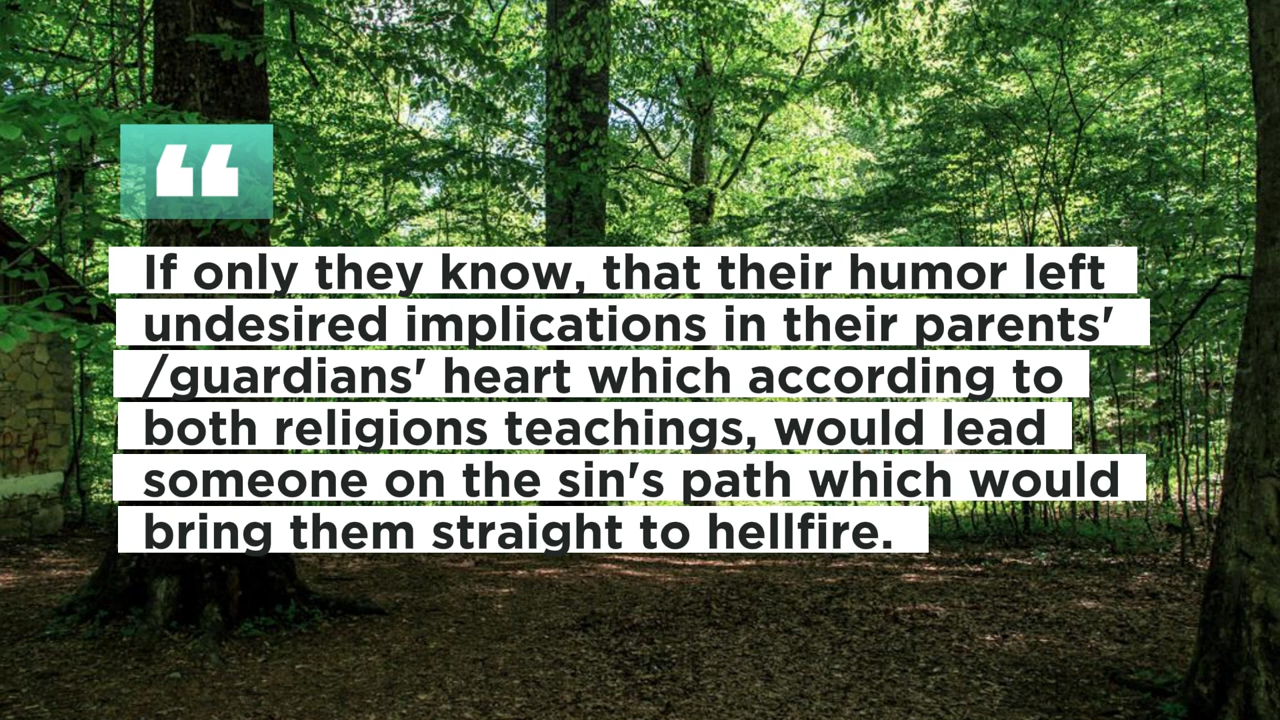 “
If only they know, that their humor left
undesired implications in their parents'
/guardians' heart which according to
both religions teachings, would lead
someone on the sin's path which would
bring them straight to hellfire.